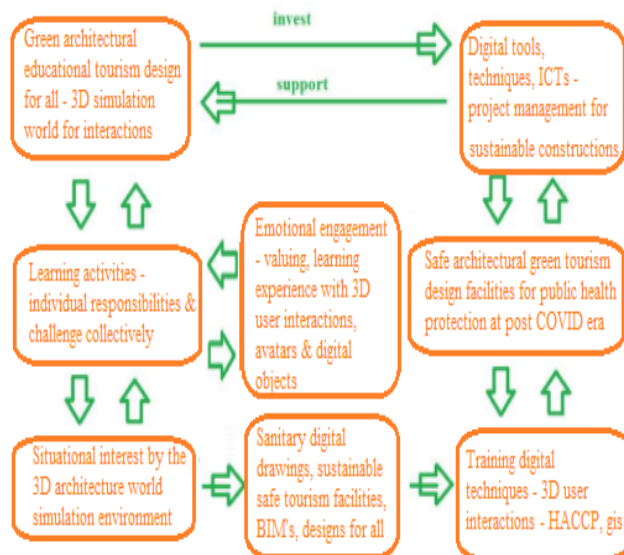 Green architectural
educational tourism design
for all - 3D simulation
world for interactions
invest
support
Digital tools,
techniques, ICTs -
project management for
sustainable constructions
Learning activities -
individual responsibilities &
challenge collectively
Emotional engagement
- valuing, learning
experience with 3D
user interactions,
avatars & digital
objects
Safe architectural green tourism
design facilities for public health
protection at post COVID era
Situational interest by the
3D architecture world
simulation environment
Sanitary digital
drawings, sustainable
safe tourism facilities,
BIM's, designs for all
Training digital
techniques - 3D user
interactions - HACCP, gis